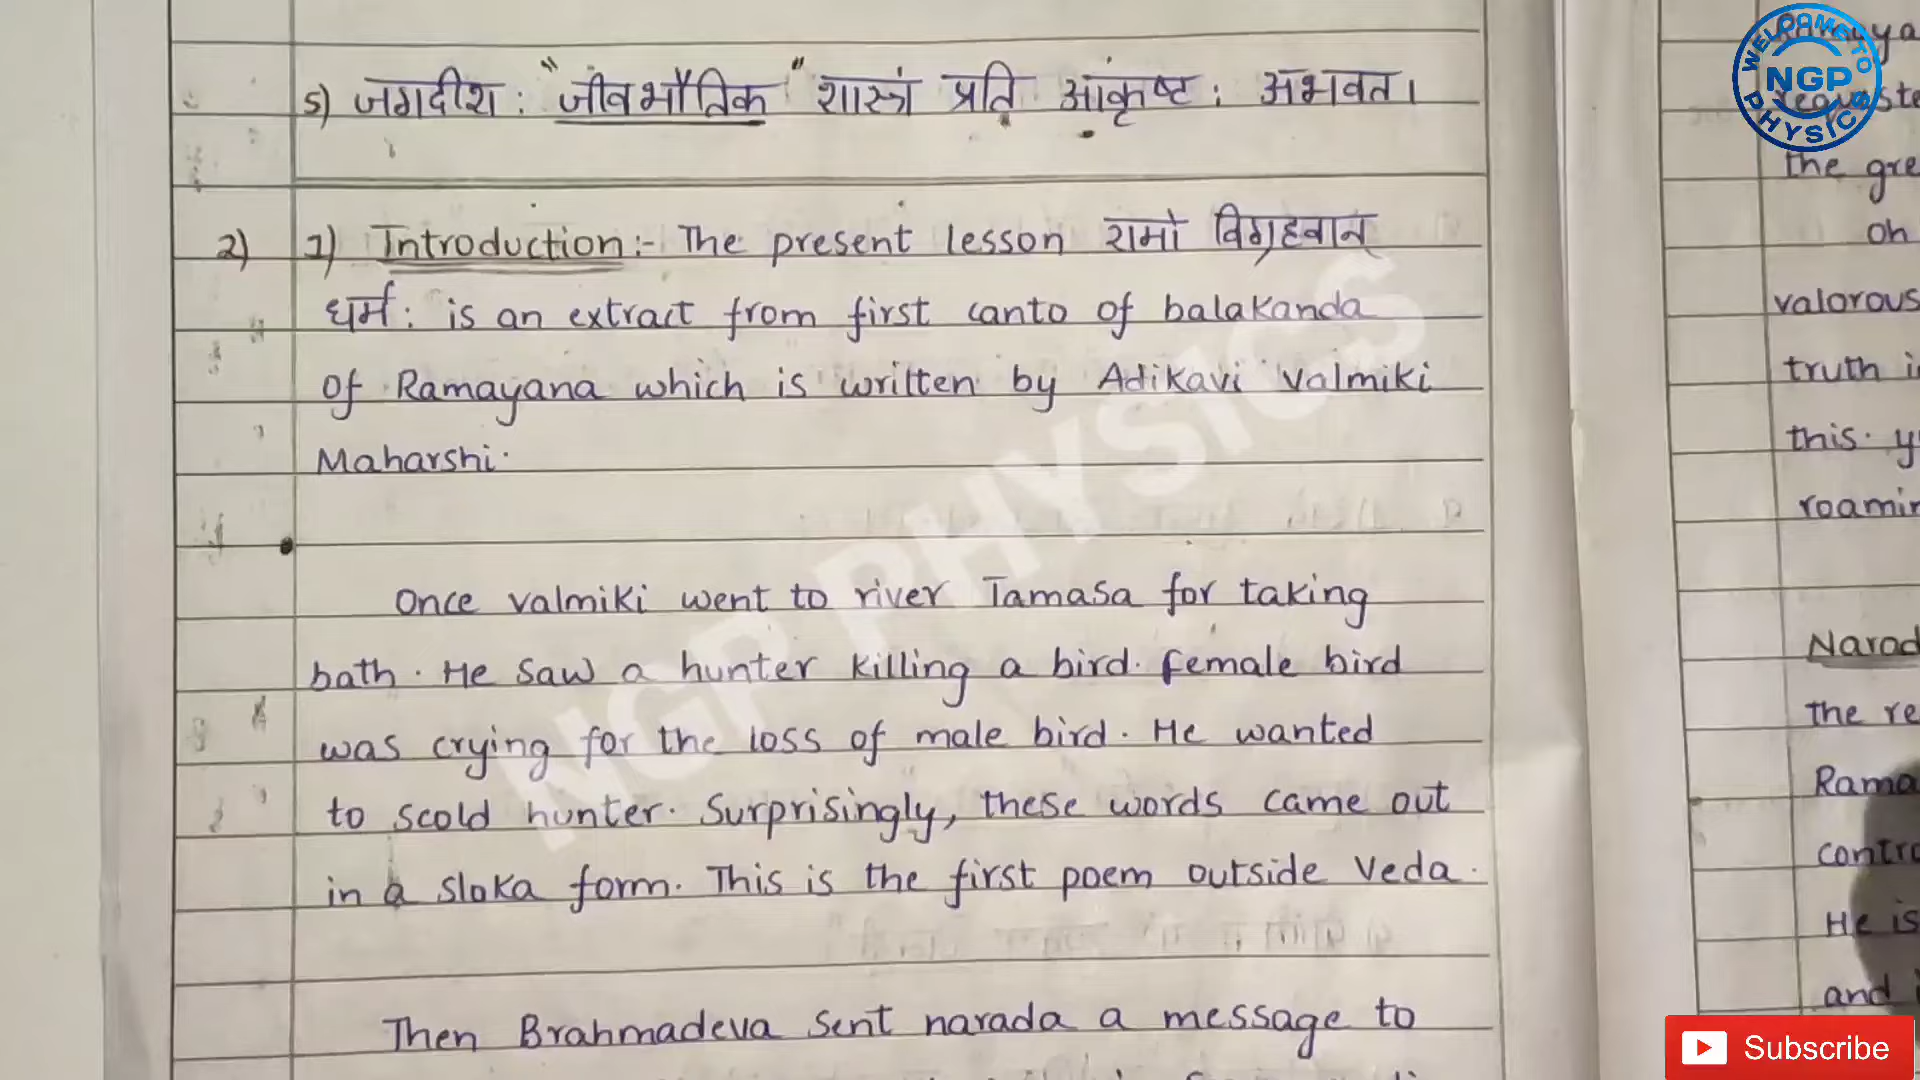 5) जगदीश: "जीवभौतिक" शास्त्रं प्रति आकृष्ट: अभवत।
2) 1) Introduction:- The present lesson रामो विग्रहवान्
धर्म: is an extract from first canto of balakanda
of Ramayana which is written by Adikavi Valmiki
Maharshi.
Once valmiki went to river Tamasa for taking
bath. He saw a hunter killing a bird. Female bird
was crying for the loss of male bird. He wanted
to scold hunter. Surprisingly, these words came out
in a sloka form. This is the first poem outside Veda.
Then Brahmadeva sent narada a message to
the gre
oh
valorous
truth i
this. y
roamin
Narad
the re
Rama
contro
He is
and
WELCOME TO
NGP
PHYSICS
NGP PHYSICS
Subscribe